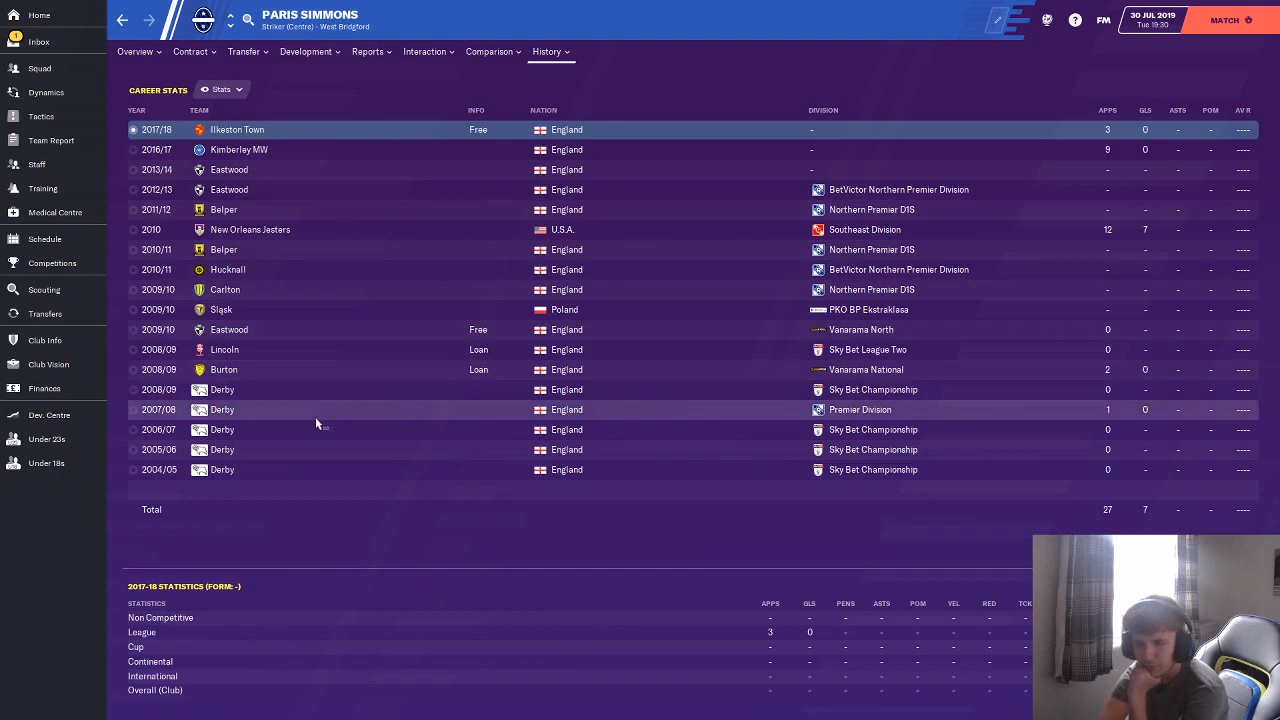 Home
PARIS SIMMONS
Striker (Centre) - West Bridgford
30 JUL 2019
Tue 19:30
MATCH
FM
?
1
Inbox
Overview Contract Transfer Development Reports Interaction Comparison History
Squad
Dynamics
Tactics
Team Report
Staff
Training
Medical Centre
Schedule
Competitions
Scouting
Transfers
Club Info
Club Vision
Finances
Dev. Centre
Under 23s
Under 18s
CAREER STATS Stats
YEAR TEAM INFO NATION DIVISION APPS GLS ASTS POM AV R
2017/18 Ilkeston Town Free England - 3 0 - - ----
2016/17 Kimberley MW England - 9 0 - - ----
2013/14 Eastwood England - - - - - ----
2012/13 Eastwood England BetVictor Northern Premier Division - - - - ----
2011/12 Belper England Northern Premier D1S - - - - ----
2010 New Orleans Jesters U.S.A. Southeast Division 12 7 - - ----
2010/11 Belper England Northern Premier D1S - - - - ----
2010/11 Hucknall England BetVictor Northern Premier Division - - - - ----
2009/10 Carlton England Northern Premier D1S - - - - ----
2009/10 Śląsk Poland PKO BP Ekstraklasa - - - - ----
2009/10 Eastwood Free England Vanarama North 0 - - - ----
2008/09 Lincoln Loan England Sky Bet League Two 0 - - - ----
2008/09 Burton Loan England Vanarama National 2 0 - - ----
2008/09 Derby England Sky Bet Championship 0 - - - ----
2007/08 Derby England Premier Division 1 0 - - ----
2006/07 Derby England Sky Bet Championship 0 - - - ----
2005/06 Derby England Sky Bet Championship 0 - - - ----
2004/05 Derby England Sky Bet Championship 0 - - - ----
Total 27 7 - - ----
2017-18 STATISTICS (FORM: -)
STATISTICS APPS GLS PENS ASTS POM YEL RED TCK
Non Competitive - - - - - - - -
League 3 0 - - - - - -
Cup - - - - - - - -
Continental - - - - - - - -
International - - - - - - - -
Overall (Club) - - - - - - - -